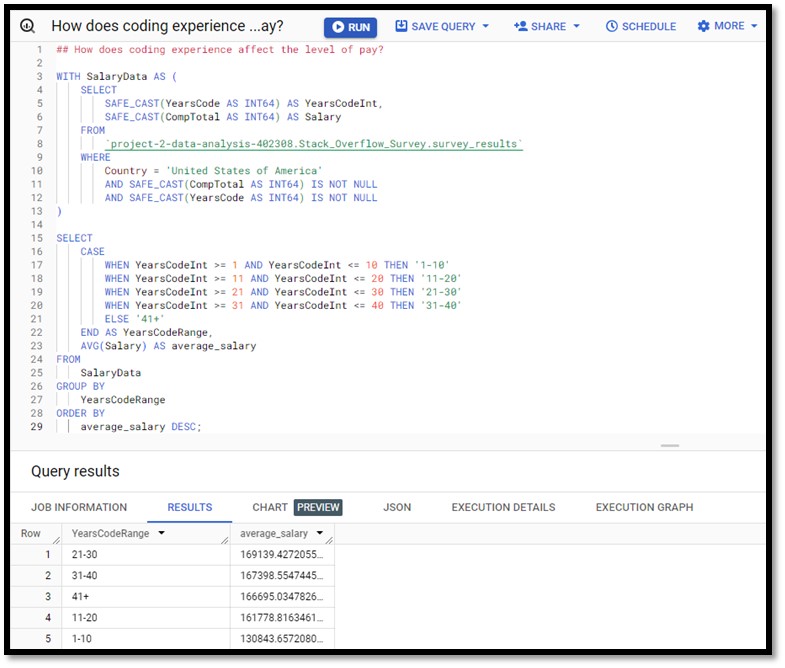 How does coding experience ...ay?
RUN
SAVE QUERY
SHARE
SCHEDULE
MORE
1 ## How does coding experience affect the level of pay?
2
3 WITH SalaryData AS (
4 SELECT
5 SAFE_CAST(YearsCode AS INT64) AS YearsCodeInt,
6 SAFE_CAST(CompTotal AS INT64) AS Salary
7 FROM
8 `project-2-data-analysis-402308.Stack_Overflow_Survey.survey_results`
9 WHERE
10 Country = 'United States of America'
11 AND SAFE_CAST(CompTotal AS INT64) IS NOT NULL
12 AND SAFE_CAST(YearsCode AS INT64) IS NOT NULL
13 )
14
15 SELECT
16 CASE
17 WHEN YearsCodeInt >= 1 AND YearsCodeInt <= 10 THEN '1-10'
18 WHEN YearsCodeInt >= 11 AND YearsCodeInt <= 20 THEN '11-20'
19 WHEN YearsCodeInt >= 21 AND YearsCodeInt <= 30 THEN '21-30'
20 WHEN YearsCodeInt >= 31 AND YearsCodeInt <= 40 THEN '31-40'
21 ELSE '41+'
22 END AS YearsCodeRange,
23 AVG(Salary) AS average_salary
24 FROM
25 SalaryData
26 GROUP BY
27 YearsCodeRange
28 ORDER BY
29 average_salary DESC;
Query results
JOB INFORMATION
RESULTS
CHART PREVIEW
JSON
EXECUTION DETAILS
EXECUTION GRAPH
Row YearsCodeRange average_salary
1 21-30 169139.4272055...
2 31-40 167398.5547445...
3 41+ 166695.0347826...
4 11-20 161778.8163461...
5 1-10 130843.6572080...